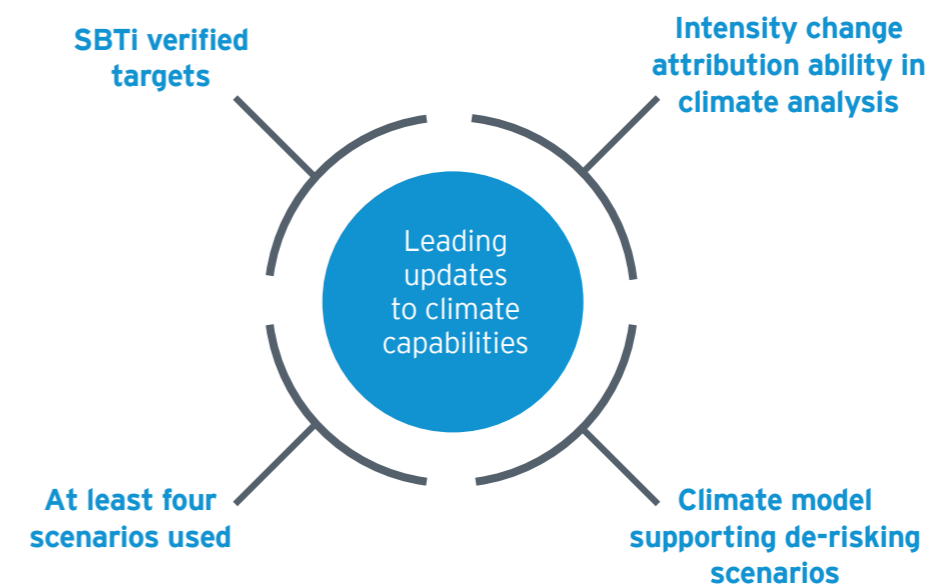 SBTi verified
targets
Intensity change
attribution ability in
climate analysis
Leading
updates
to climate
capabilities
At least four
scenarios used
Climate model
supporting de-risking
scenarios